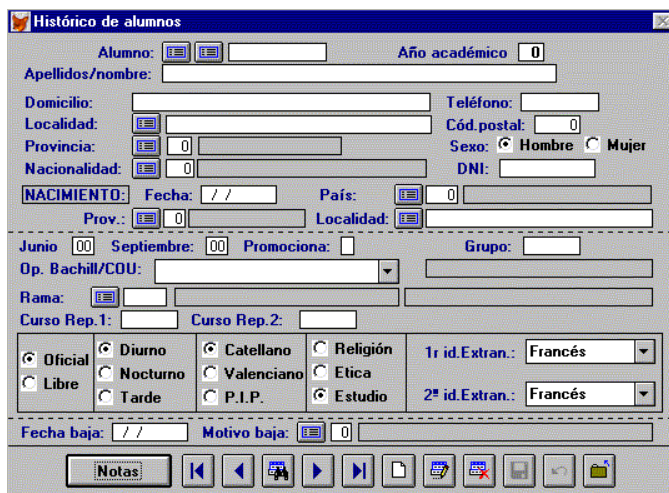 Histórico de alumnos
Alumno: Año académico 0
Apellidos/nombre:
Domicilio: Teléfono:
Localidad: Cód.postal: 0
Provincia: 0 Sexo: Hombre Mujer
Nacionalidad: 0 DNI:
NACIMIENTO: Fecha: / / País: 0
Prov.: 0 Localidad:
Junio 00 Septiembre: 00 Promociona: Grupo:
Op. Bachill/COU:
Rama:
Curso Rep.1: Curso Rep.2:
Oficial Diurno Catellano Religión 1r id.Extran.: Francés
Libre Nocturno Valenciano Etica
Tarde P.I.P. Estudio 2ª id.Extran.: Francés
Fecha baja: / / Motivo baja: 0
Notas